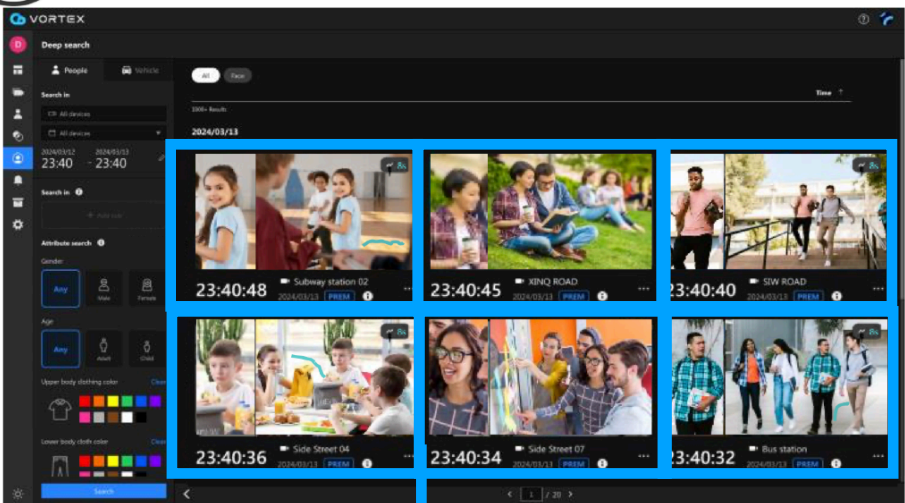 VORTEX
D
Deep search
People
Vehicle
All
Face
Search in
Time ↑
All devices
1000+ Results
All devices
2024/03/13
2024/03/12 2024/03/13
23:40 - 23:40
Search in
Attribute search
Gender
Any
Male
Female
23:40:48
Subway station 02
2024/03/13 PREM
23:40:45
XINQ ROAD
2024/03/13 PREM
23:40:40
SIW ROAD
2024/03/13 PREM
Age
Any
Adult
Child
Upper body clothing color Clear
Lower body cloth color Clear
23:40:36
Side Street 04
2024/03/13 PREM
23:40:34
Side Street 07
2024/03/13 PREM
23:40:32
Bus station
2024/03/13 PREM
Search
< 1 / 20 >